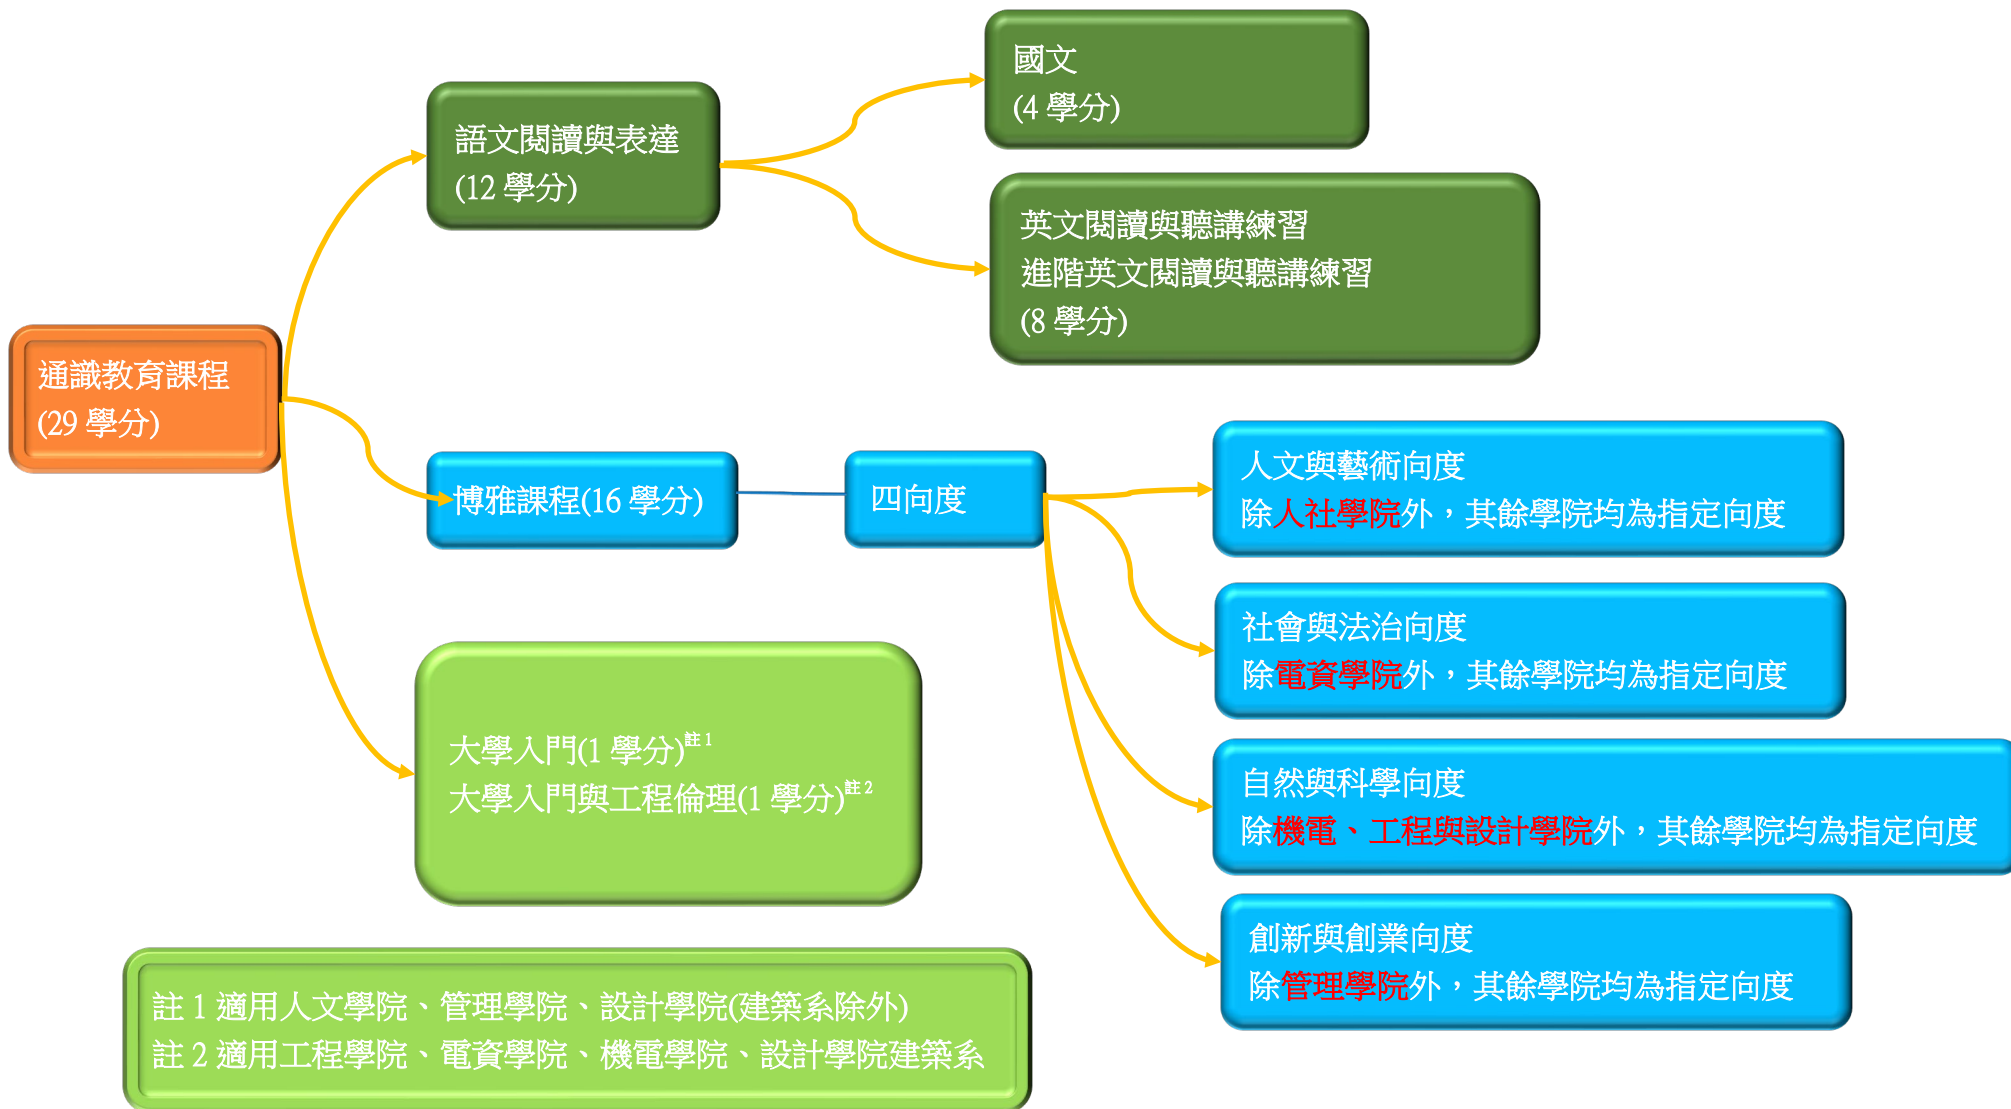 通識教育課程
(29 學分)
語文閱讀與表達
(12 學分)
國文
(4 學分)
英文閱讀與聽講練習
進階英文閱讀與聽講練習
(8 學分)
博雅課程(16 學分)
四向度
人文與藝術向度
除人社學院外，其餘學院均為指定向度
社會與法治向度
除電資學院外，其餘學院均為指定向度
自然與科學向度
除機電、工程與設計學院外，其餘學院均為指定向度
創新與創業向度
除管理學院外，其餘學院均為指定向度
大學入門(1 學分)註 1
大學入門與工程倫理(1 學分)註 2
註 1 適用人文學院、管理學院、設計學院(建築系除外)
註 2 適用工程學院、電資學院、機電學院、設計學院建築系